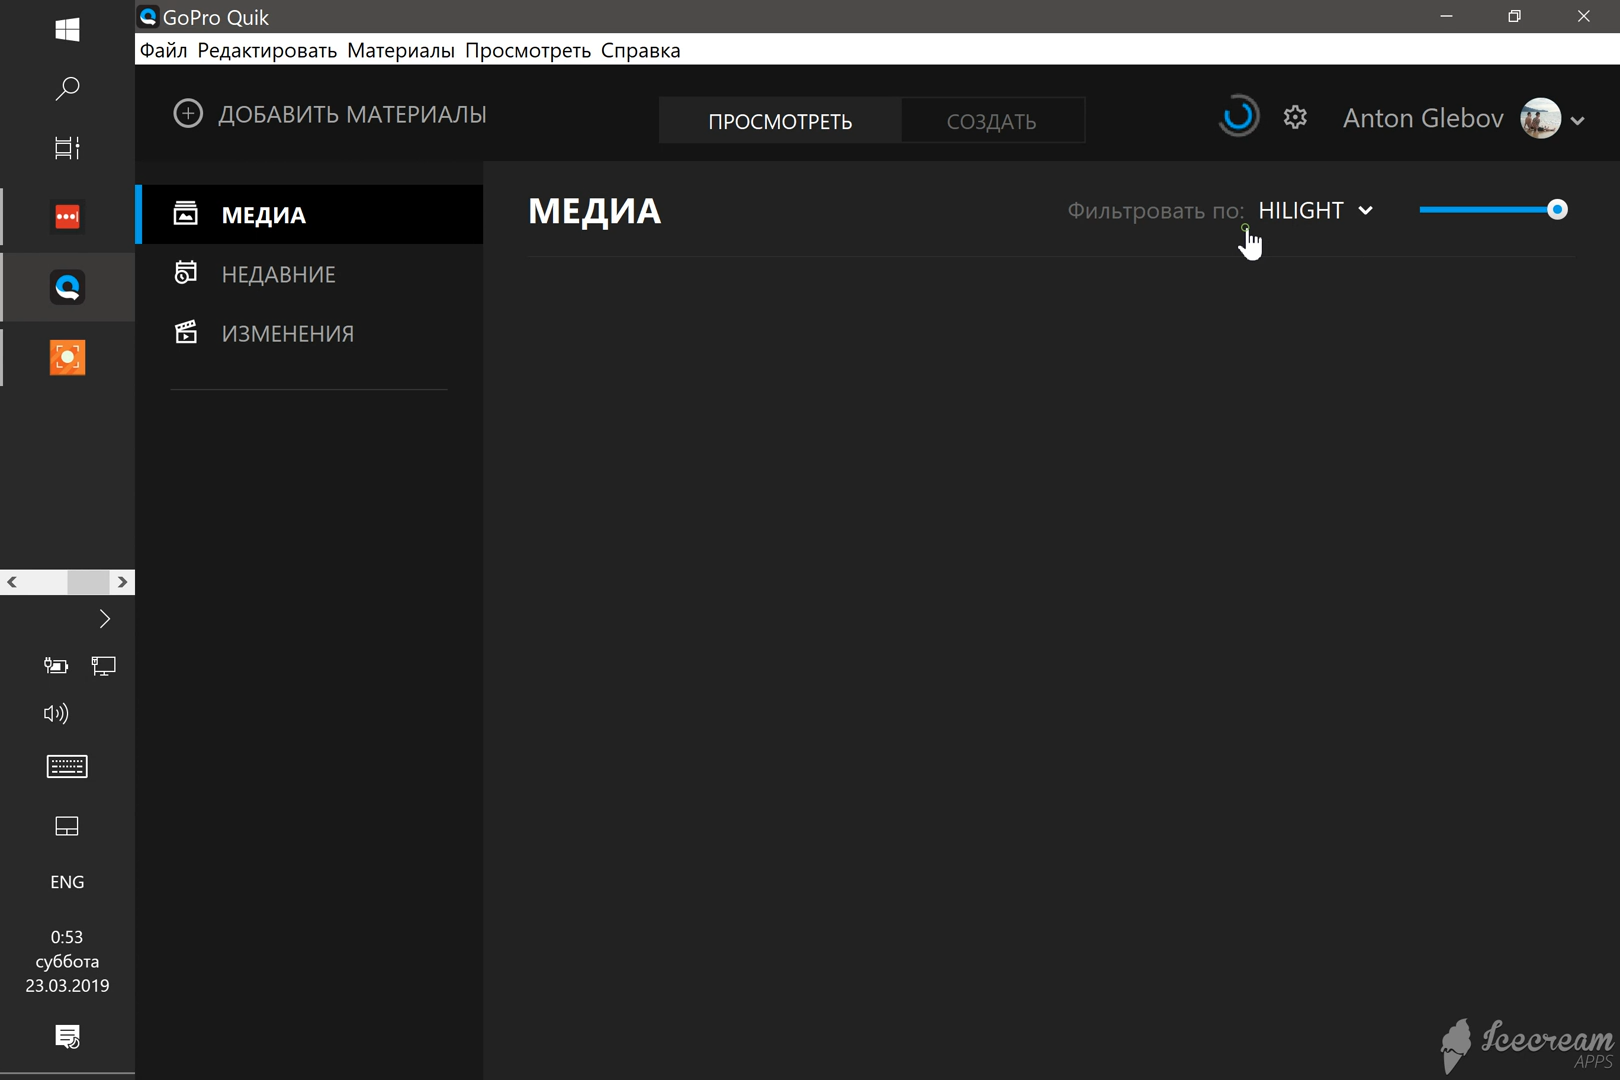 GoPro Quik
Файл Редактировать Материалы Просмотреть Справка
ДОБАВИТЬ МАТЕРИАЛЫ
ПРОСМОТРЕТЬ
СОЗДАТЬ
Anton Glebov
МЕДИА
НЕДАВНИЕ
ИЗМЕНЕНИЯ
МЕДИА
Фильтровать по: HILIGHT
ENG
0:53
суббота
23.03.2019
Icecream
APPS